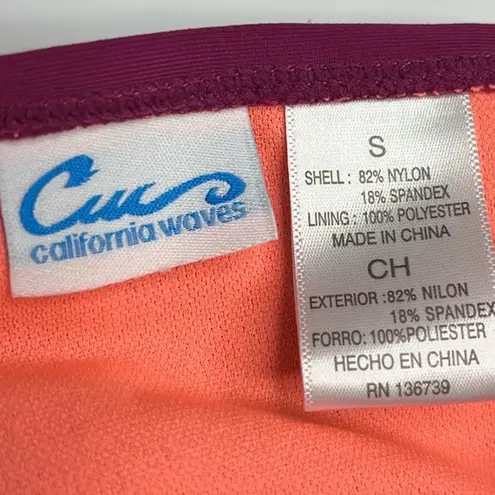 Cuu
california waves
S
SHELL : 82% NYLON
18% SPANDEX
LINING : 100% POLYESTER
MADE IN CHINA
CH
EXTERIOR :82% NILON
18% SPANDEX
FORRO: 100%POLIESTER
HECHO EN CHINA
RN 136739